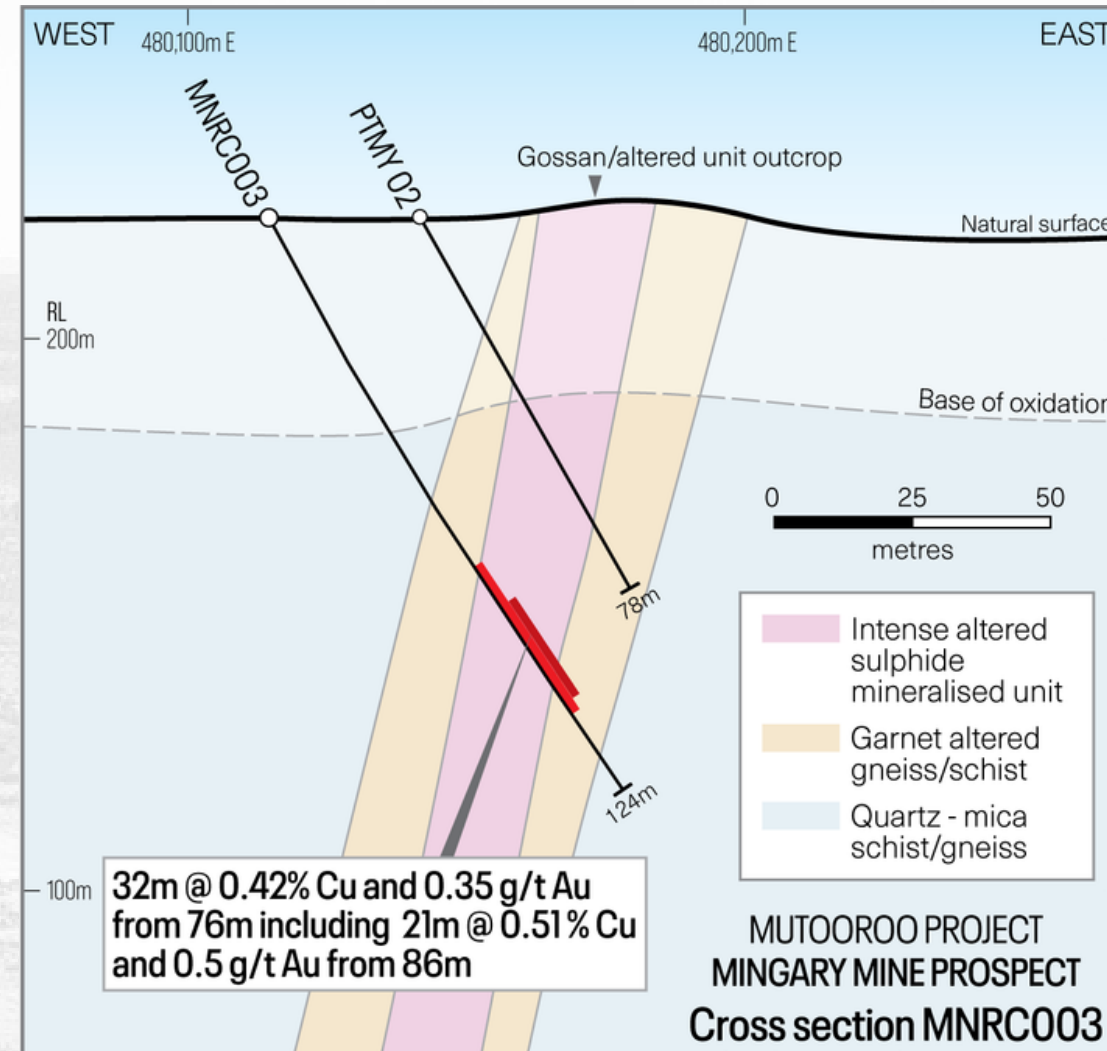 WEST
480,100m E
480,200m E
EAST
MNRC003
PTMY 02
Gossan/altered unit outcrop
Natural surface
RL
200m
Base of oxidation
0 25 50
metres
78m
Intense altered
sulphide
mineralised unit
Garnet altered
gneiss/schist
Quartz - mica
schist/gneiss
124m
100m
32m @ 0.42% Cu and 0.35 g/t Au
from 76m including 21m @ 0.51% Cu
and 0.5 g/t Au from 86m
MUTOOROO PROJECT
MINGARY MINE PROSPECT
Cross section MNRC003